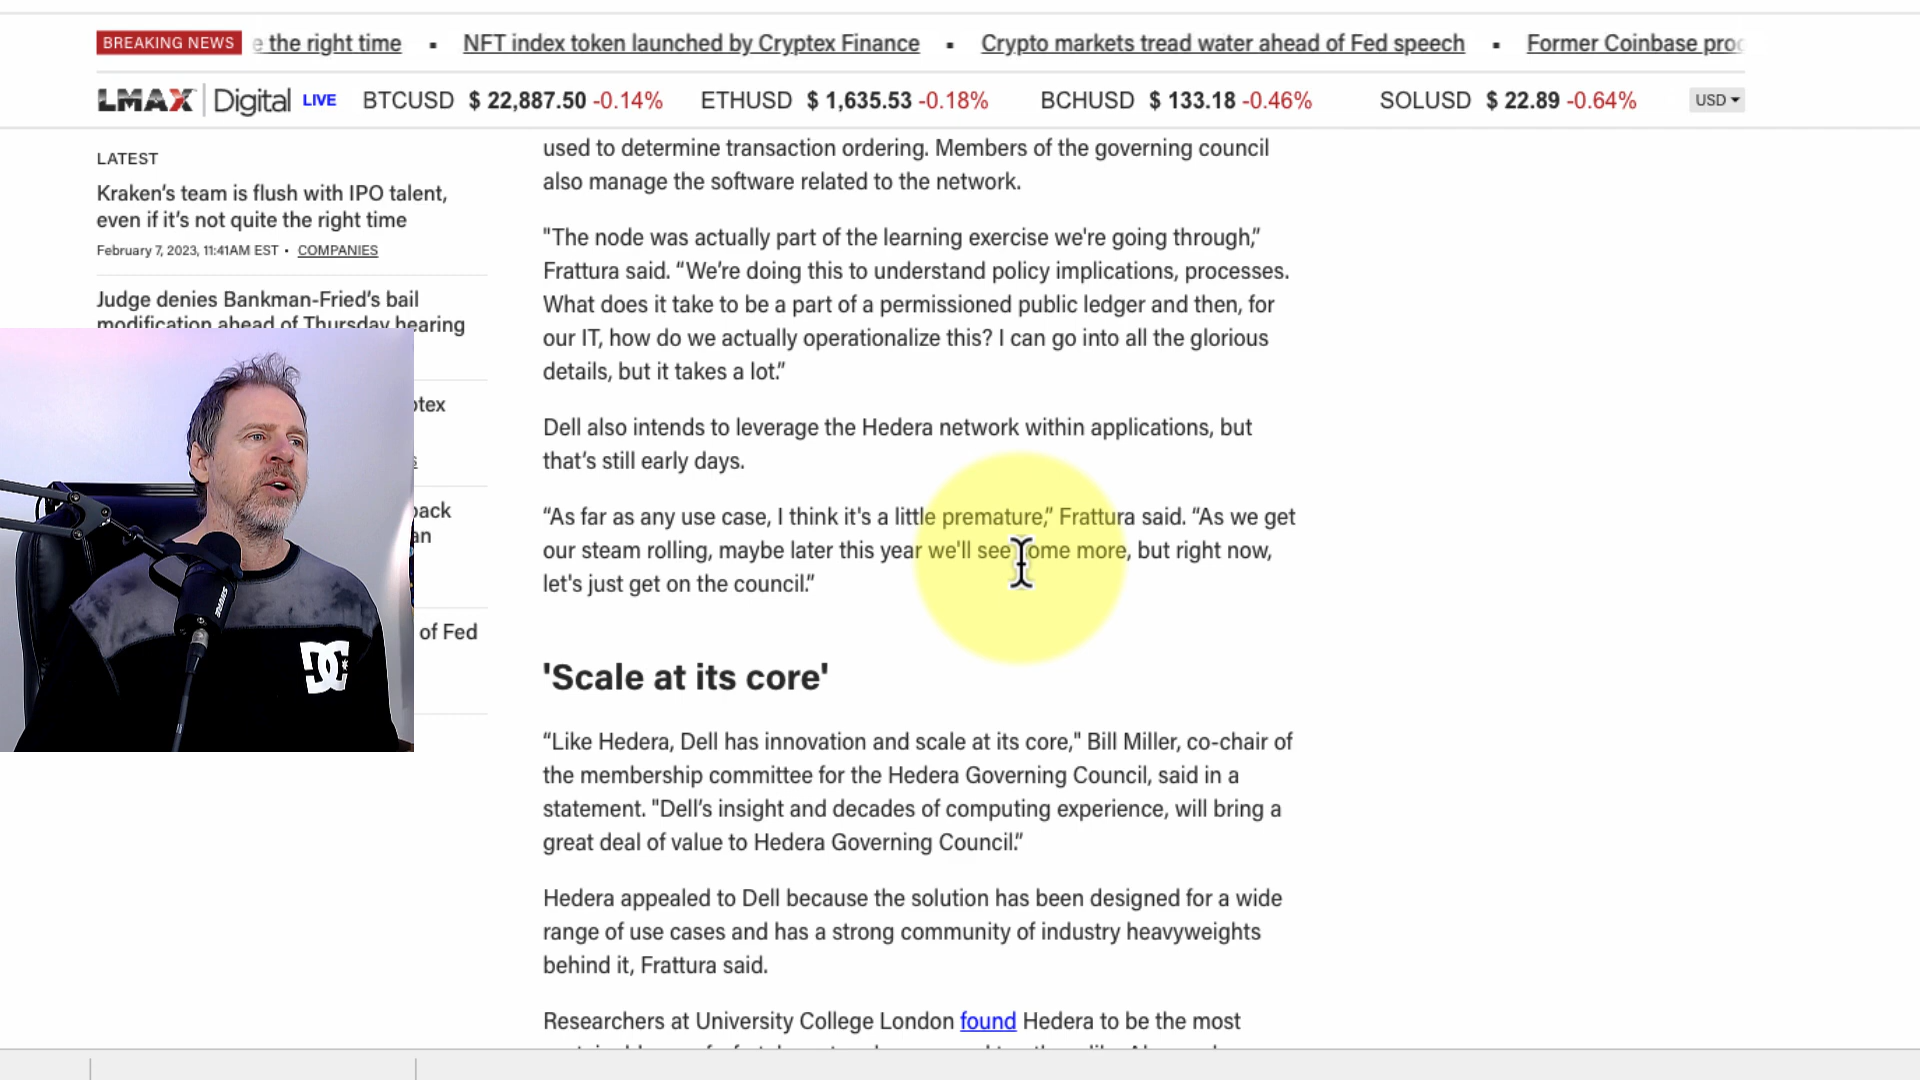 BREAKING NEWS e the right time ▪ NFT index token launched by Cryptex Finance ▪ Crypto markets tread water ahead of Fed speech ▪ Former Coinbase
LMAX Digital LIVE BTCUSD $ 22,887.50 -0.14% ETHUSD $ 1,635.53 -0.18% BCHUSD $ 133.18 -0.46% SOLUSD $ 22.89 -0.64% USD
LATEST
Kraken’s team is flush with IPO talent,
even if it’s not quite the right time
February 7, 2023, 11:41AM EST • COMPANIES
Judge denies Bankman-Fried’s bail
modification ahead of Thursday hearing
of Fed
SHURE
DC
used to determine transaction ordering. Members of the governing council
also manage the software related to the network.
"The node was actually part of the learning exercise we're going through,”
Frattura said. “We’re doing this to understand policy implications, processes.
What does it take to be a part of a permissioned public ledger and then, for
our IT, how do we actually operationalize this? I can go into all the glorious
details, but it takes a lot.”
Dell also intends to leverage the Hedera network within applications, but
that’s still early days.
“As far as any use case, I think it's a little premature,” Frattura said. “As we get
our steam rolling, maybe later this year we'll see ome more, but right now,
let's just get on the council.”
'Scale at its core'
“Like Hedera, Dell has innovation and scale at its core," Bill Miller, co-chair of
the membership committee for the Hedera Governing Council, said in a
statement. "Dell’s insight and decades of computing experience, will bring a
great deal of value to Hedera Governing Council.”
Hedera appealed to Dell because the solution has been designed for a wide
range of use cases and has a strong community of industry heavyweights
behind it, Frattura said.
Researchers at University College London found Hedera to be the most